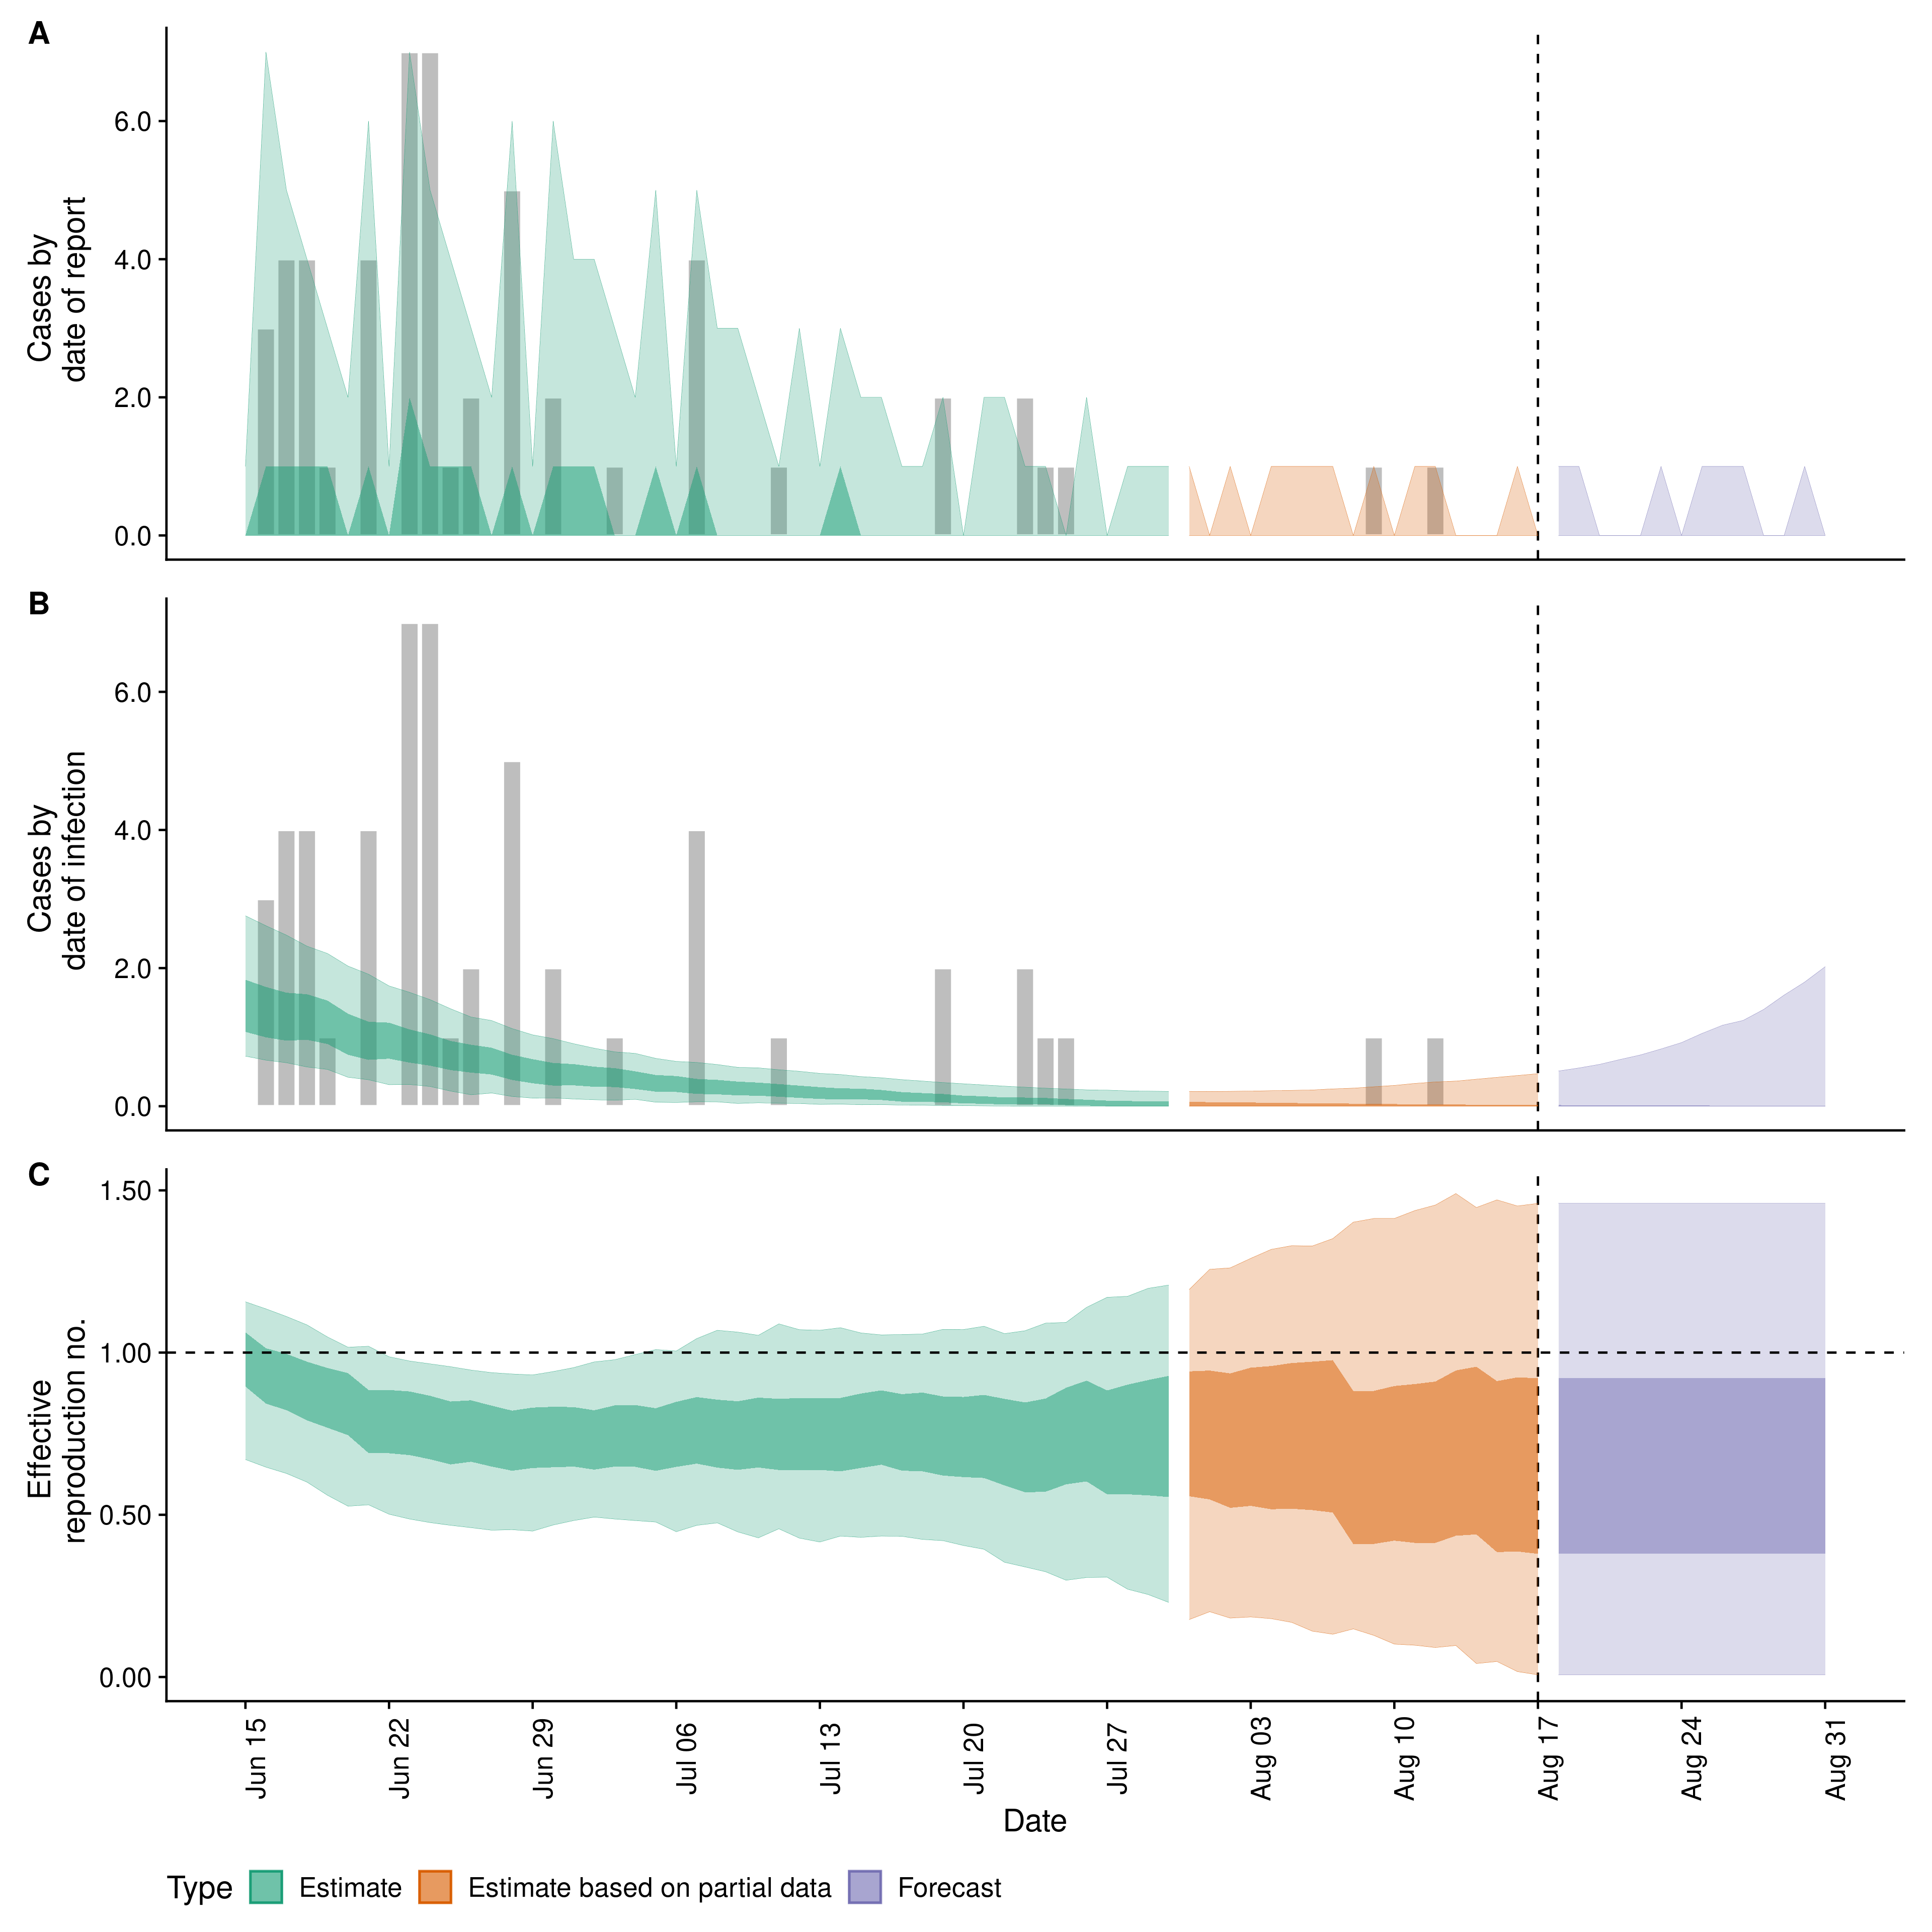 A
Cases by
date of report
6.0
4.0
2.0
0.0
B
Cases by
date of infection
6.0
4.0
2.0
0.0
C
Effective
reproduction no.
1.50
1.00
0.50
0.00
Jun 15
Jun 22
Jun 29
Jul 06
Jul 13
Jul 20
Jul 27
Aug 03
Aug 10
Aug 17
Aug 24
Aug 31
Date
Type Estimate Estimate based on partial data Forecast